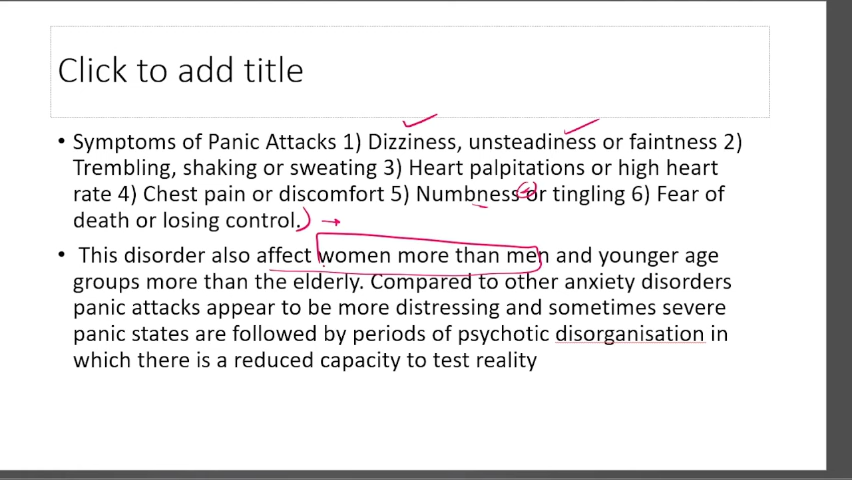 Click to add title
• Symptoms of Panic Attacks 1) Dizziness, unsteadiness or faintness 2)
Trembling, shaking or sweating 3) Heart palpitations or high heart
rate 4) Chest pain or discomfort 5) Numbness or tingling 6) Fear of
death or losing control.
• This disorder also affect women more than men and younger age
groups more than the elderly. Compared to other anxiety disorders
panic attacks appear to be more distressing and sometimes severe
panic states are followed by periods of psychotic disorganisation in
which there is a reduced capacity to test reality